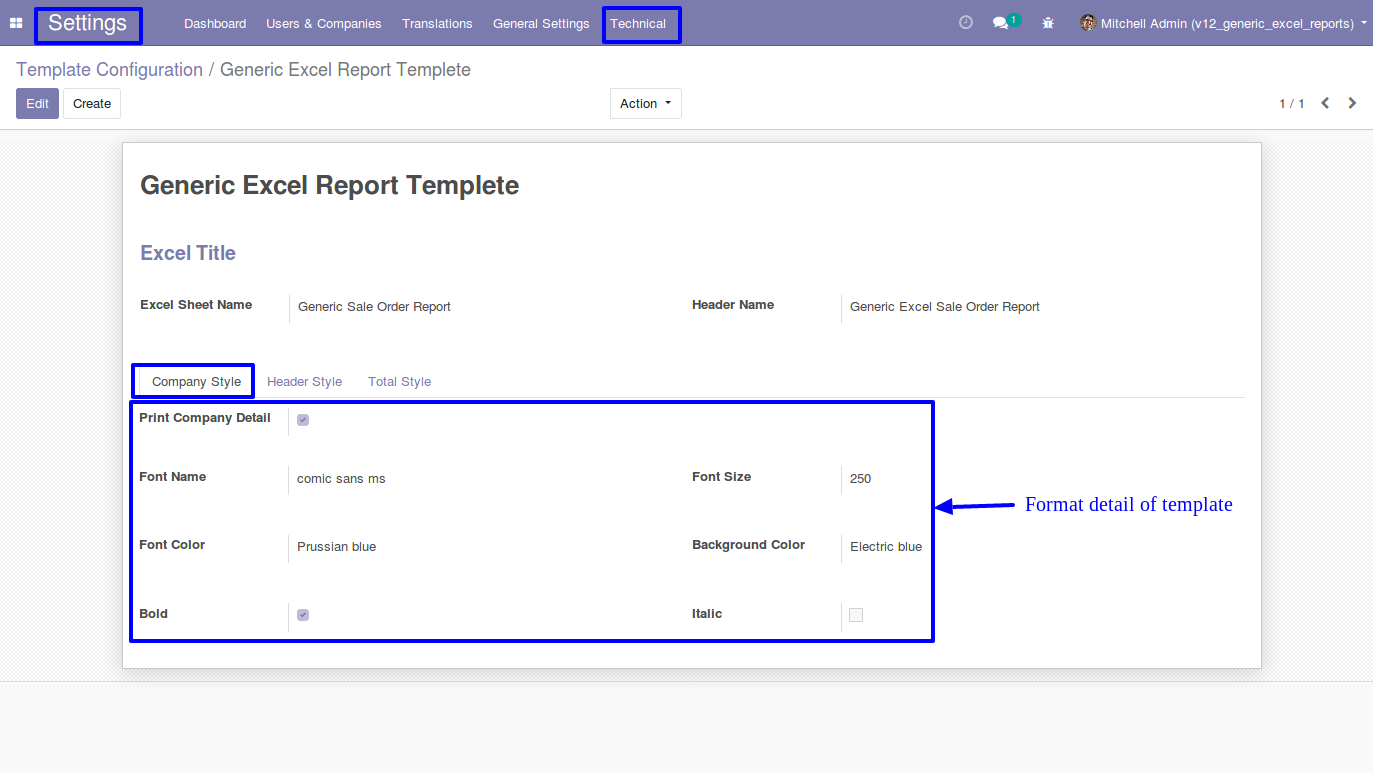 Settings Dashboard Users & Companies Translations General Settings Technical 1 Mitchell Admin (v12_generic_excel_reports)
Template Configuration / Generic Excel Report Templete
Edit Create Action 1 / 1
Generic Excel Report Templete
Excel Title
Excel Sheet Name Generic Sale Order Report Header Name Generic Excel Sale Order Report
Company Style Header Style Total Style
Print Company Detail
Font Name comic sans ms Font Size 250
Format detail of template
Font Color Prussian blue Background Color Electric blue
Bold Italic